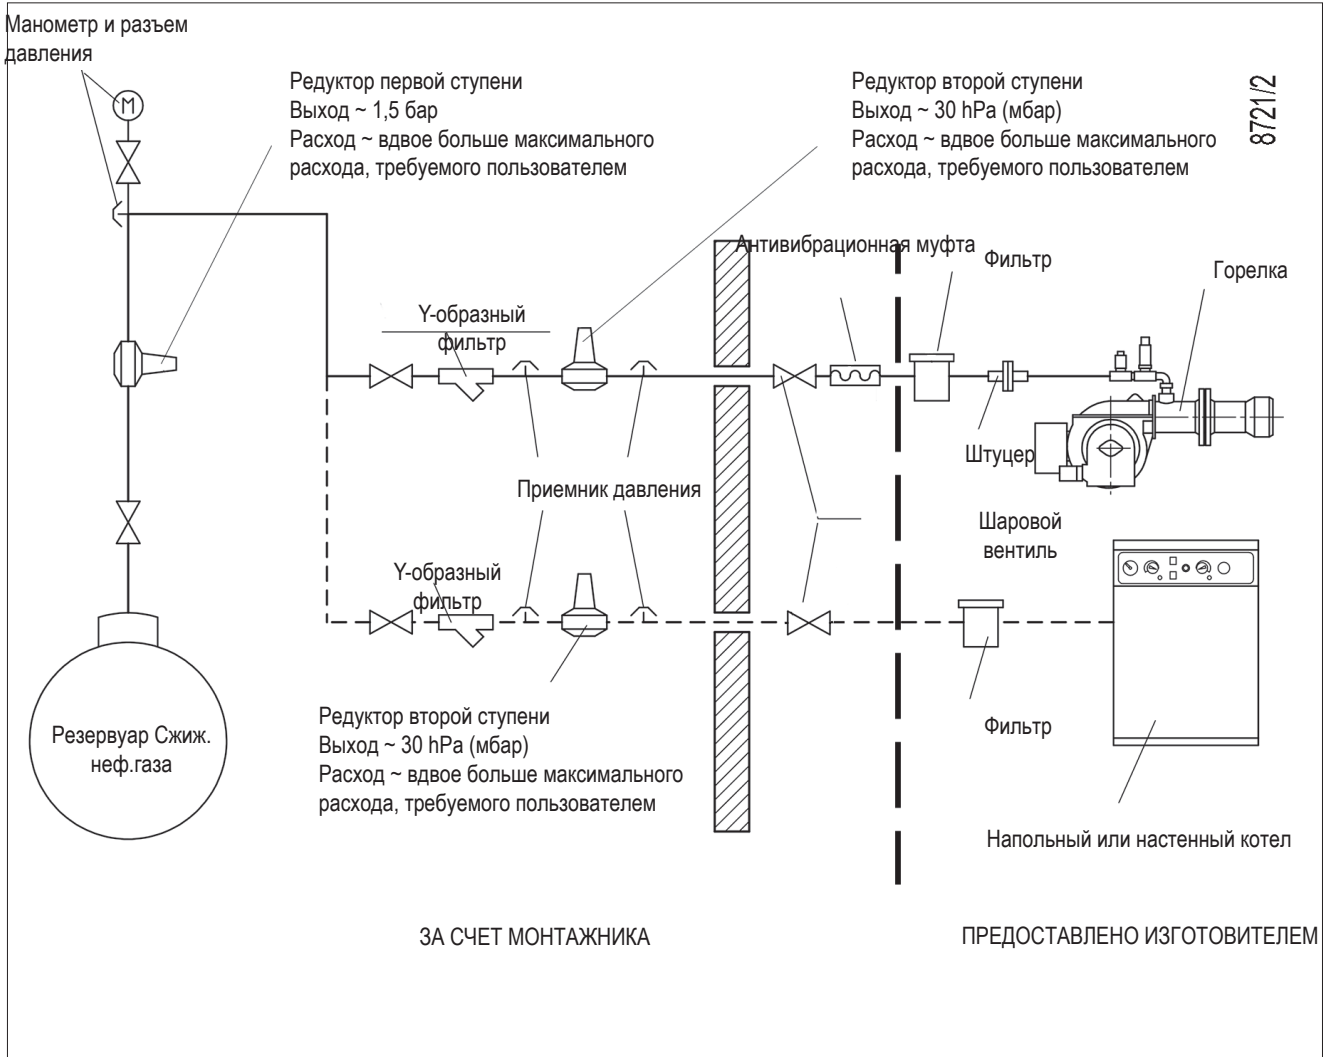 Манометр и разъем
давления
M
Редуктор первой ступени
Выход ~ 1,5 бар
Расход ~ вдвое больше максимального
расхода, требуемого пользователем
Редуктор второй ступени
Выход ~ 30 hPa (мбар)
Расход ~ вдвое больше максимального
расхода, требуемого пользователем
8721/2
Антивибрационная муфта
Фильтр
Горелка
Y-образный
фильтр
Штуцер
Приемник давления
Шаровой
вентиль
Y-образный
фильтр
Редуктор второй ступени
Выход ~ 30 hPa (мбар)
Расход ~ вдвое больше максимального
расхода, требуемого пользователем
Резервуар Сжиж.
неф.газа
Фильтр
Напольный или настенный котел
ЗА СЧЕТ МОНТАЖНИКА
ПРЕДОСТАВЛЕНО ИЗГОТОВИТЕЛЕМ